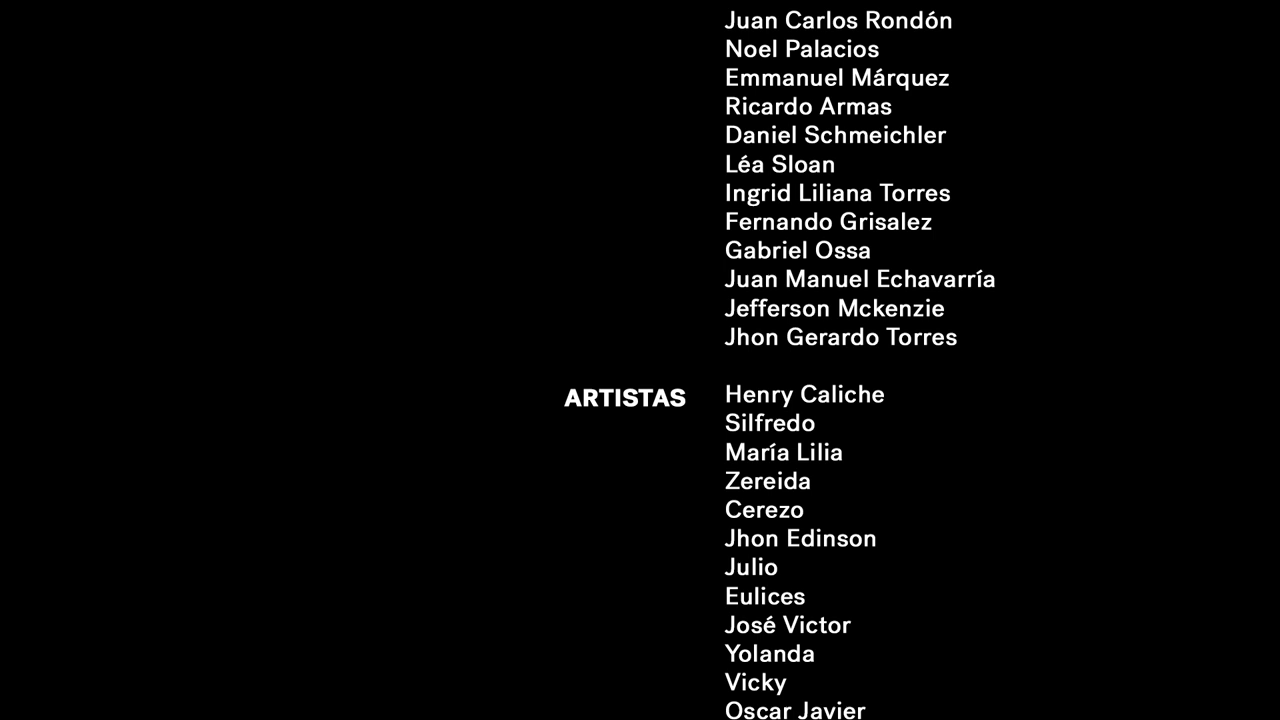 Juan Carlos Rondón
Noel Palacios
Emmanuel Márquez
Ricardo Armas
Daniel Schmeichler
Léa Sloan
Ingrid Liliana Torres
Fernando Grisalez
Gabriel Ossa
Juan Manuel Echavarría
Jefferson Mckenzie
Jhon Gerardo Torres
ARTISTAS Henry Caliche
Silfredo
María Lilia
Zereida
Cerezo
Jhon Edinson
Julio
Eulices
José Victor
Yolanda
Vicky
Oscar Javier